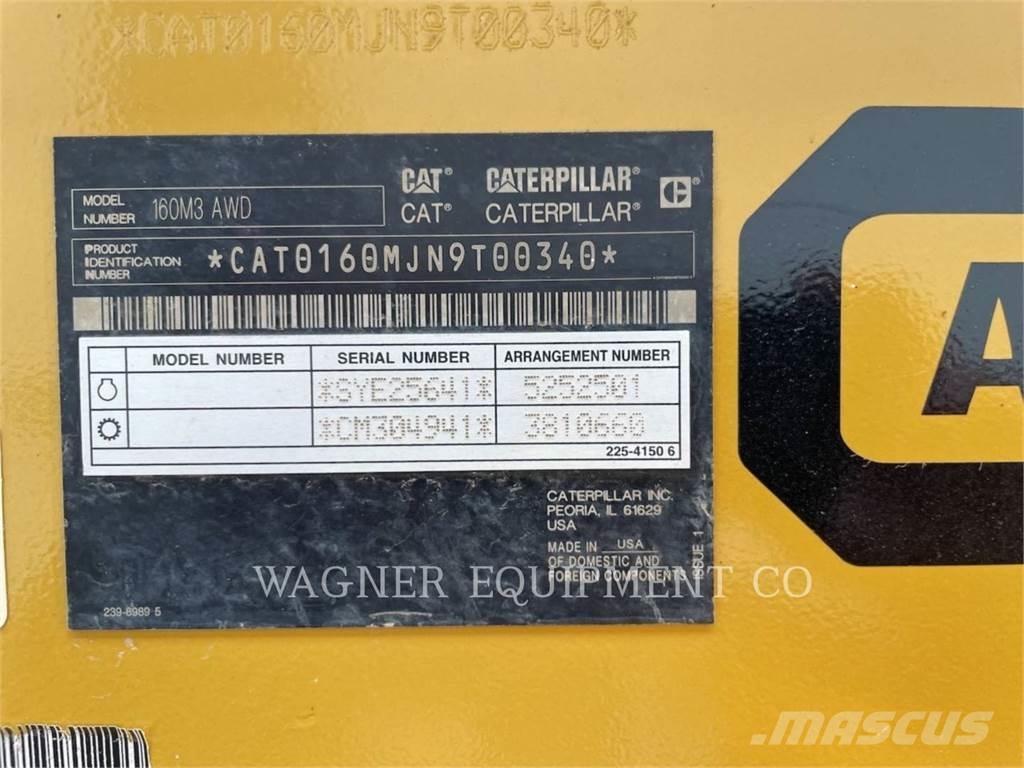 *CAT0160MJN9T00340*
CAT® CATERPILLAR®
CAT® CATERPILLAR®
MODEL NUMBER 160M3 AWD
PRODUCT IDENTIFICATION NUMBER *CAT0160MJN9T00340*
MODEL NUMBER SERIAL NUMBER ARRANGEMENT NUMBER
*3YE25641* 5252501
*CM304941* 3810660
225-4150 6
CATERPILLAR INC.
PEORIA, IL 61629
USA
MADE IN USA
OF DOMESTIC AND
FOREIGN COMPONENTS
ISSUE 1
239-8989 5
WAGNER EQUIPMENT CO
A
MASCUS